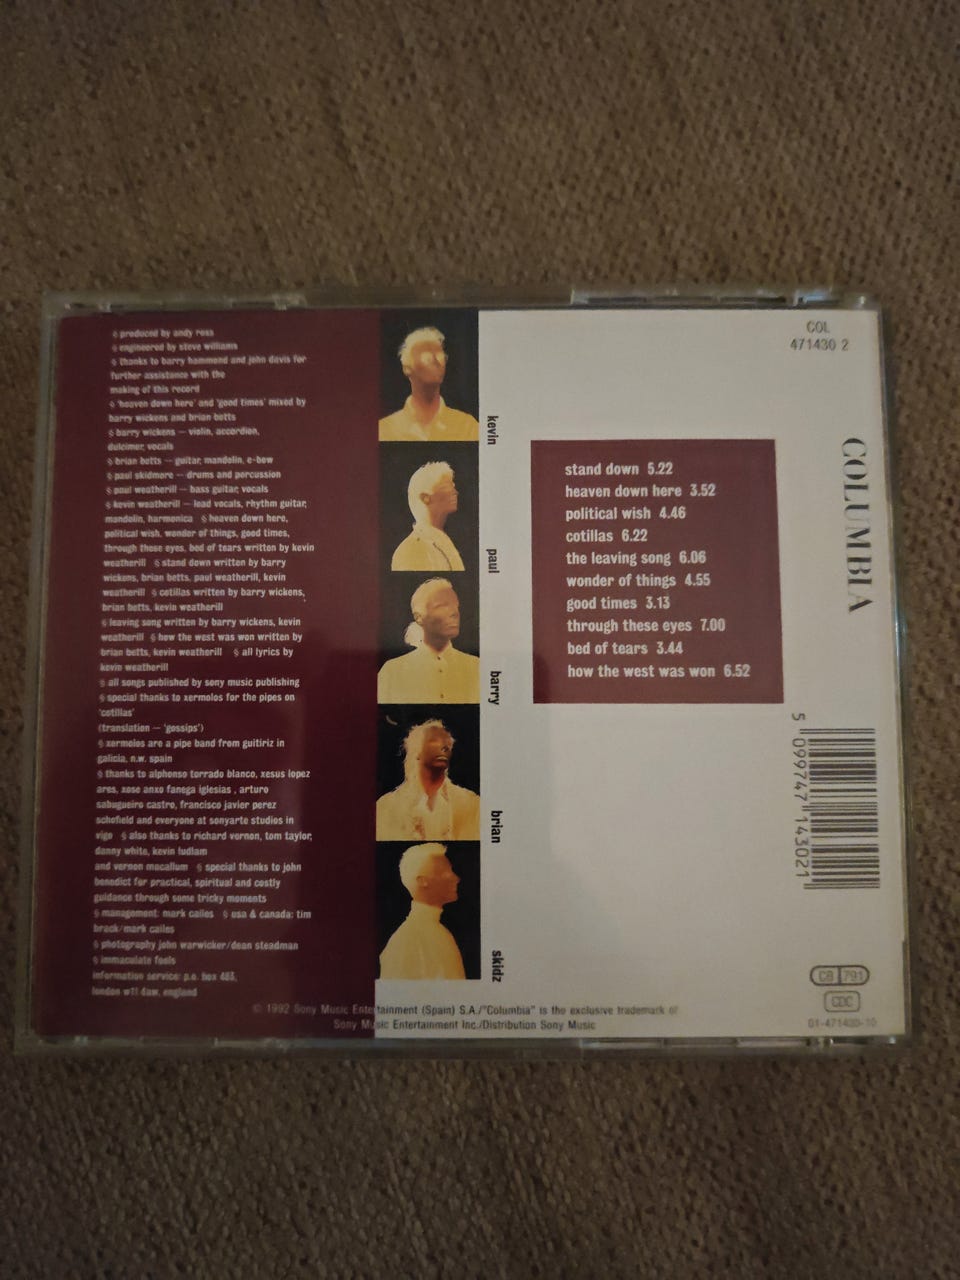 § produced by andy ross
§ engineered by steve williams
§ thanks to barry hammond and john davis for
further assistance with the
making of this record
§ 'heaven down here' and 'good times' mixed by
barry wickens and brian betts
§ barry wickens – violin, accordion,
dulcimer, vocals
§ brian betts – guitar, mandolin, e-bow
§ paul skidmore – drums and percussion
§ paul weatherill – bass guitar, vocals
§ kevin weatherill – lead vocals, rhythm guitar,
mandolin, harmonica § heaven down here,
political wish, wonder of things, good times,
through these eyes, bed of tears written by kevin
weatherill § stand down written by barry
wickens, brian betts, paul weatherill, kevin
weatherill § cotillas written by barry wickens,
brian betts, kevin weatherill
§ leaving song written by barry wickens, kevin
weatherill § how the west was won written by
brian betts, kevin weatherill § all lyrics by
kevin weatherill
§ all songs published by sony music publishing
§ special thanks to xermolos for the pipes on
'cotillas'
(translation – 'gossips')
§ xermolos are a pipe band from guitiriz in
galicia, n.w. spain
§ thanks to alphonso torrado blanco, xesus lopez
ares, xose anxo fanega iglesias , arturo
sabugueiro castro, francisco javier perez
schofield and everyone at sonyarte studios in
vigo § also thanks to richard vernon, tom taylor,
danny white, kevin ludlam
and vernon macallum § special thanks to john
benedict for practical, spiritual and costly
guidance through some tricky moments
§ management: mark cailes § usa & canada: tim
brack/mark cailes
§ photography john warwicker/dean steadman
§ immaculate fools
information service: p.o. box 483,
london w11 4aw, england
kevin
paul
barry
brian
skidz
stand down 5.22
heaven down here 3.52
political wish 4.46
cotillas 6.22
the leaving song 6.06
wonder of things 4.55
good times 3.13
through these eyes 7.00
bed of tears 3.44
how the west was won 6.52
COL
471430 2
COLUMBIA
5 099747 143021
CB 791
CDC
01-471430-10
© 1992 Sony Music Entertainment (Spain) S.A./"Columbia" is the exclusive trademark of
Sony Music Entertainment Inc./Distribution Sony Music